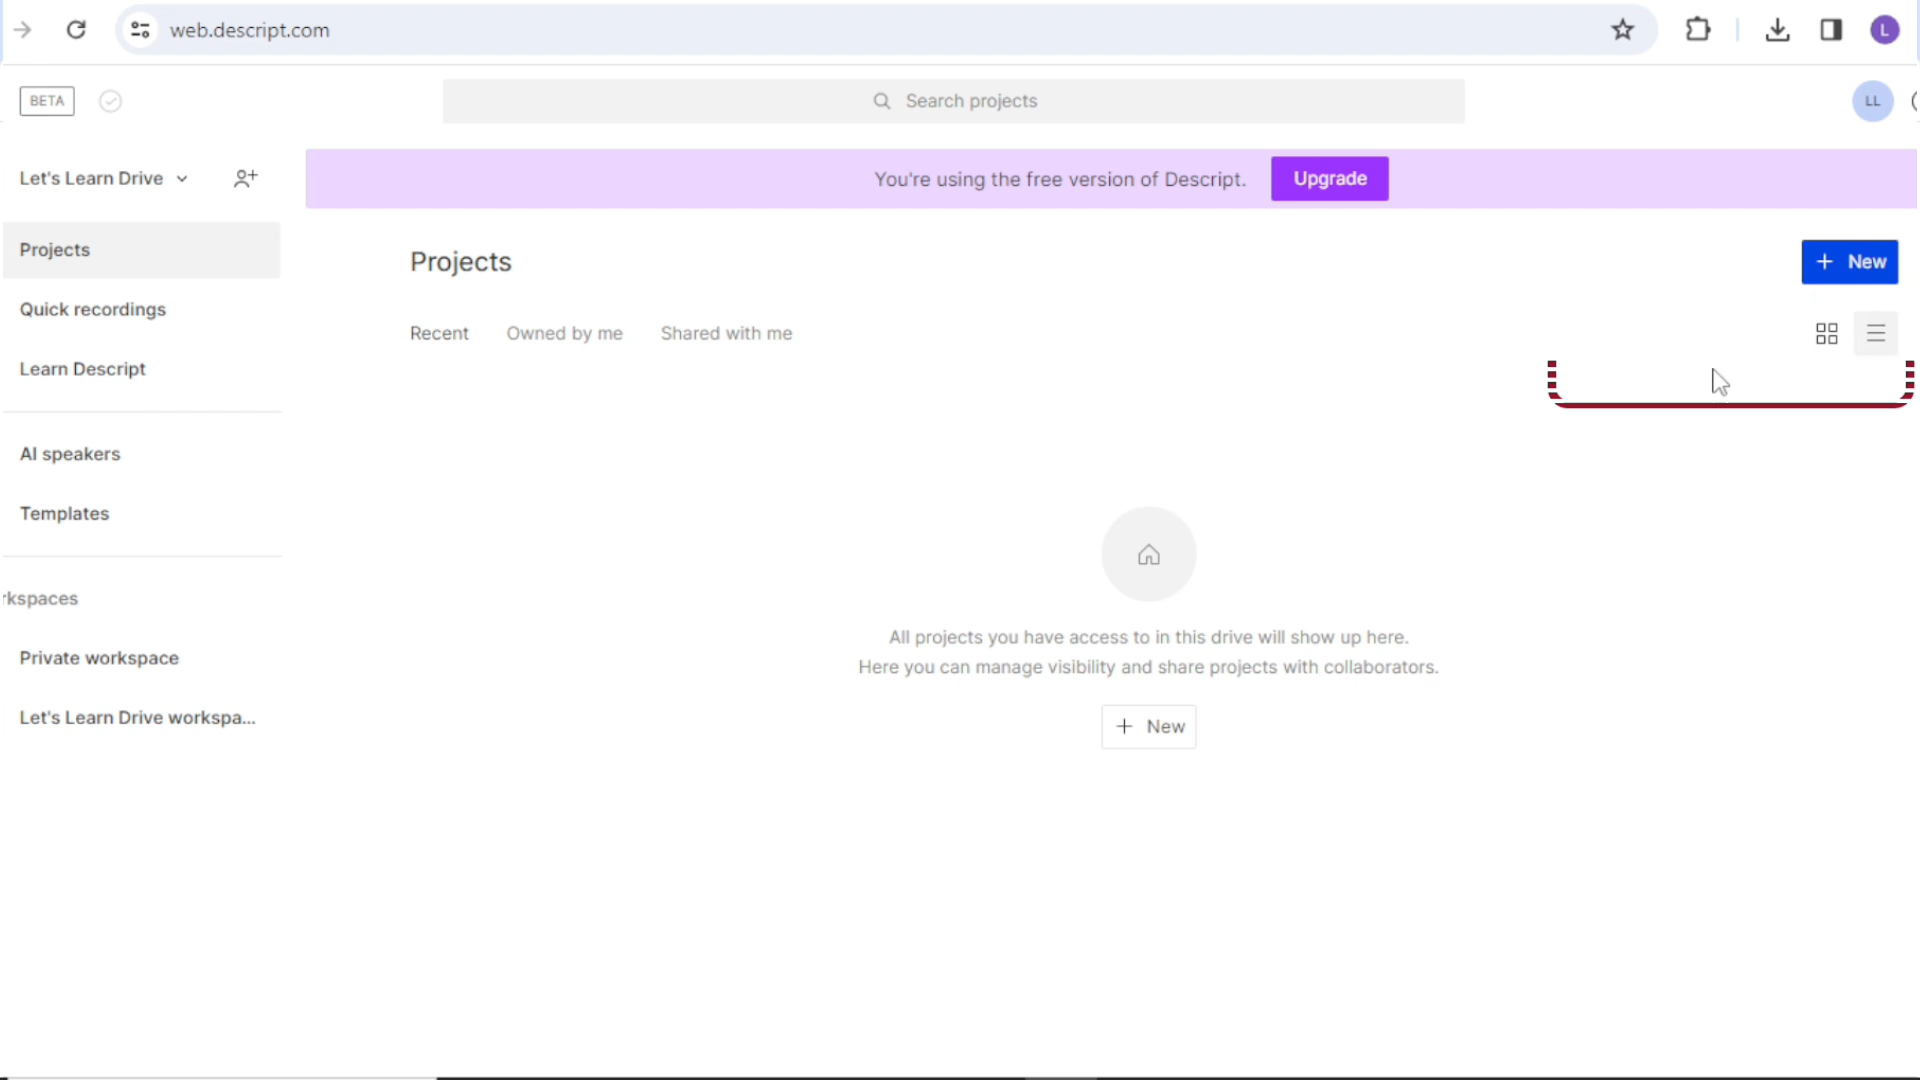 web.descript.com
L
BETA
Search projects
LL
Let's Learn Drive
You're using the free version of Descript.
Upgrade
Projects
Quick recordings
Learn Descript
AI speakers
Templates
rkspaces
Private workspace
Let's Learn Drive workspa...
Projects
+ New
Recent
Owned by me
Shared with me
All projects you have access to in this drive will show up here.
Here you can manage visibility and share projects with collaborators.
+ New